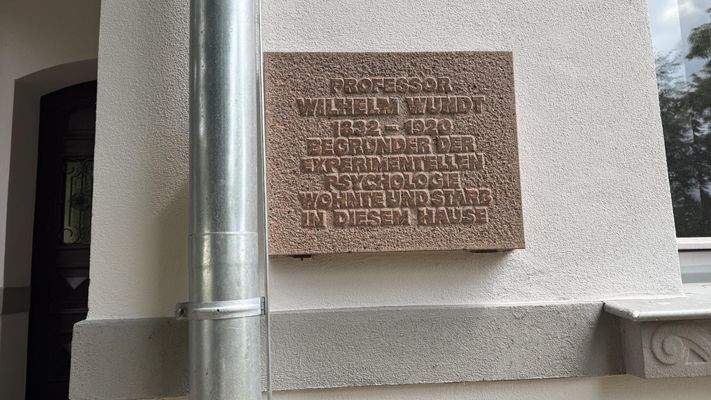 PROFESSOR
WILHELM WUNDT
1832 – 1920
BEGRÜNDER DER
EXPERIMENTELLEN
PSYCHOLOGIE
WOHNTE UND STARB
IN DIESEM HAUSE